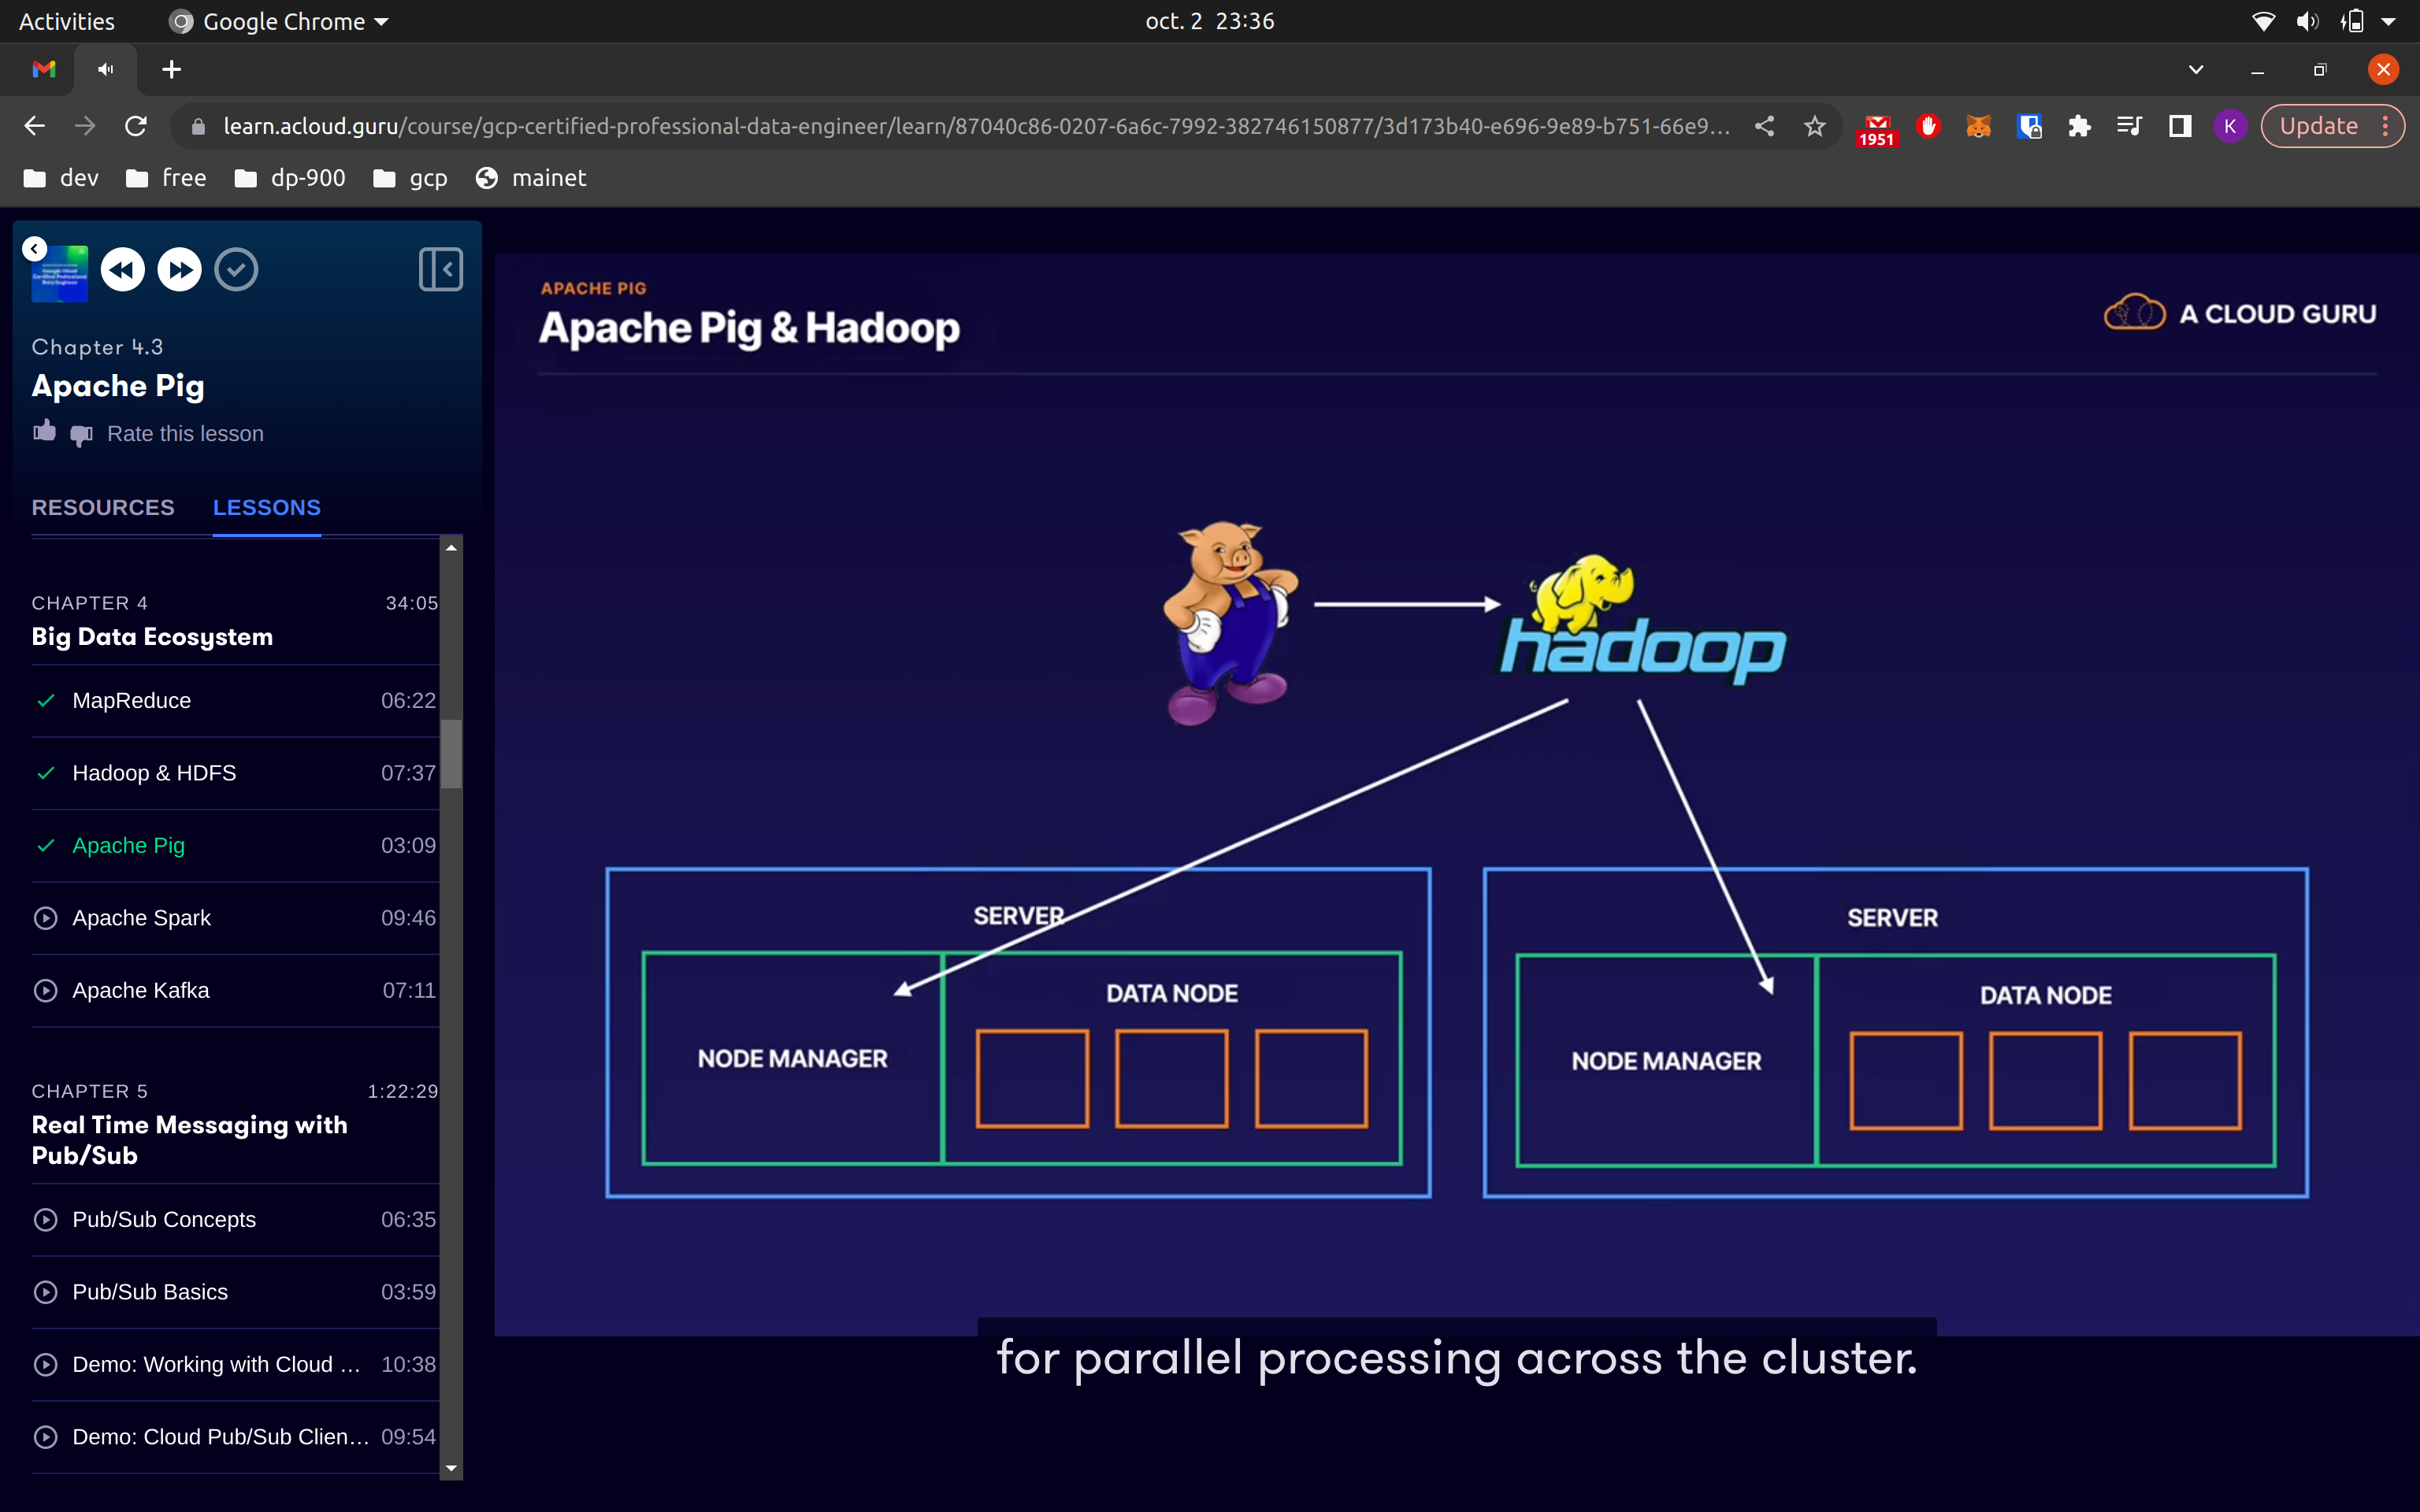 Activities
Google Chrome
oct. 2 23:36
learn.acloud.guru/course/gcp-certified-professional-data-engineer/learn/87040c86-0207-6a6c-7992-382746150877/3d173b40-e696-9e89-b751-66e9...
1951
K
Update
dev
free
dp-900
gcp
mainet
Chapter 4.3
Apache Pig
Rate this lesson
RESOURCES
LESSONS
CHAPTER 4 34:05
Big Data Ecosystem
MapReduce 06:22
Hadoop & HDFS 07:37
Apache Pig 03:09
Apache Spark 09:46
Apache Kafka 07:11
CHAPTER 5 1:22:29
Real Time Messaging with
Pub/Sub
Pub/Sub Concepts 06:35
Pub/Sub Basics 03:59
Demo: Working with Cloud ... 10:38
Demo: Cloud Pub/Sub Clien... 09:54
APACHE PIG
Apache Pig & Hadoop
A CLOUD GURU
hadoop
SERVER
NODE MANAGER
DATA NODE
SERVER
NODE MANAGER
DATA NODE
for parallel processing across the cluster.